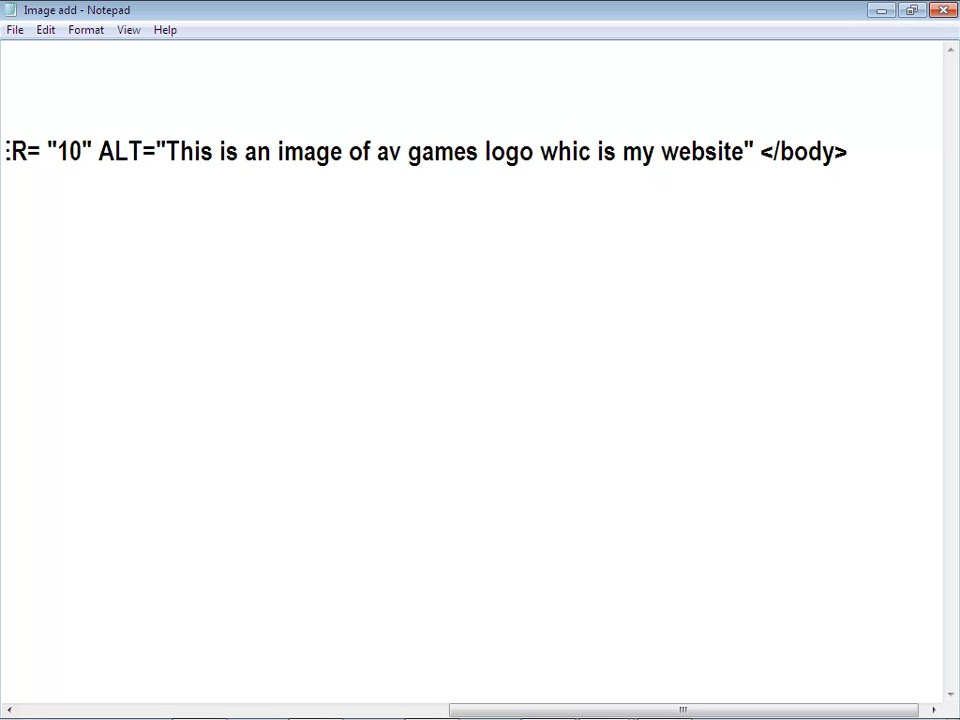 Image add - Notepad
File Edit Format View Help
ER= "10" ALT="This is an image of av games logo whic is my website" </body>